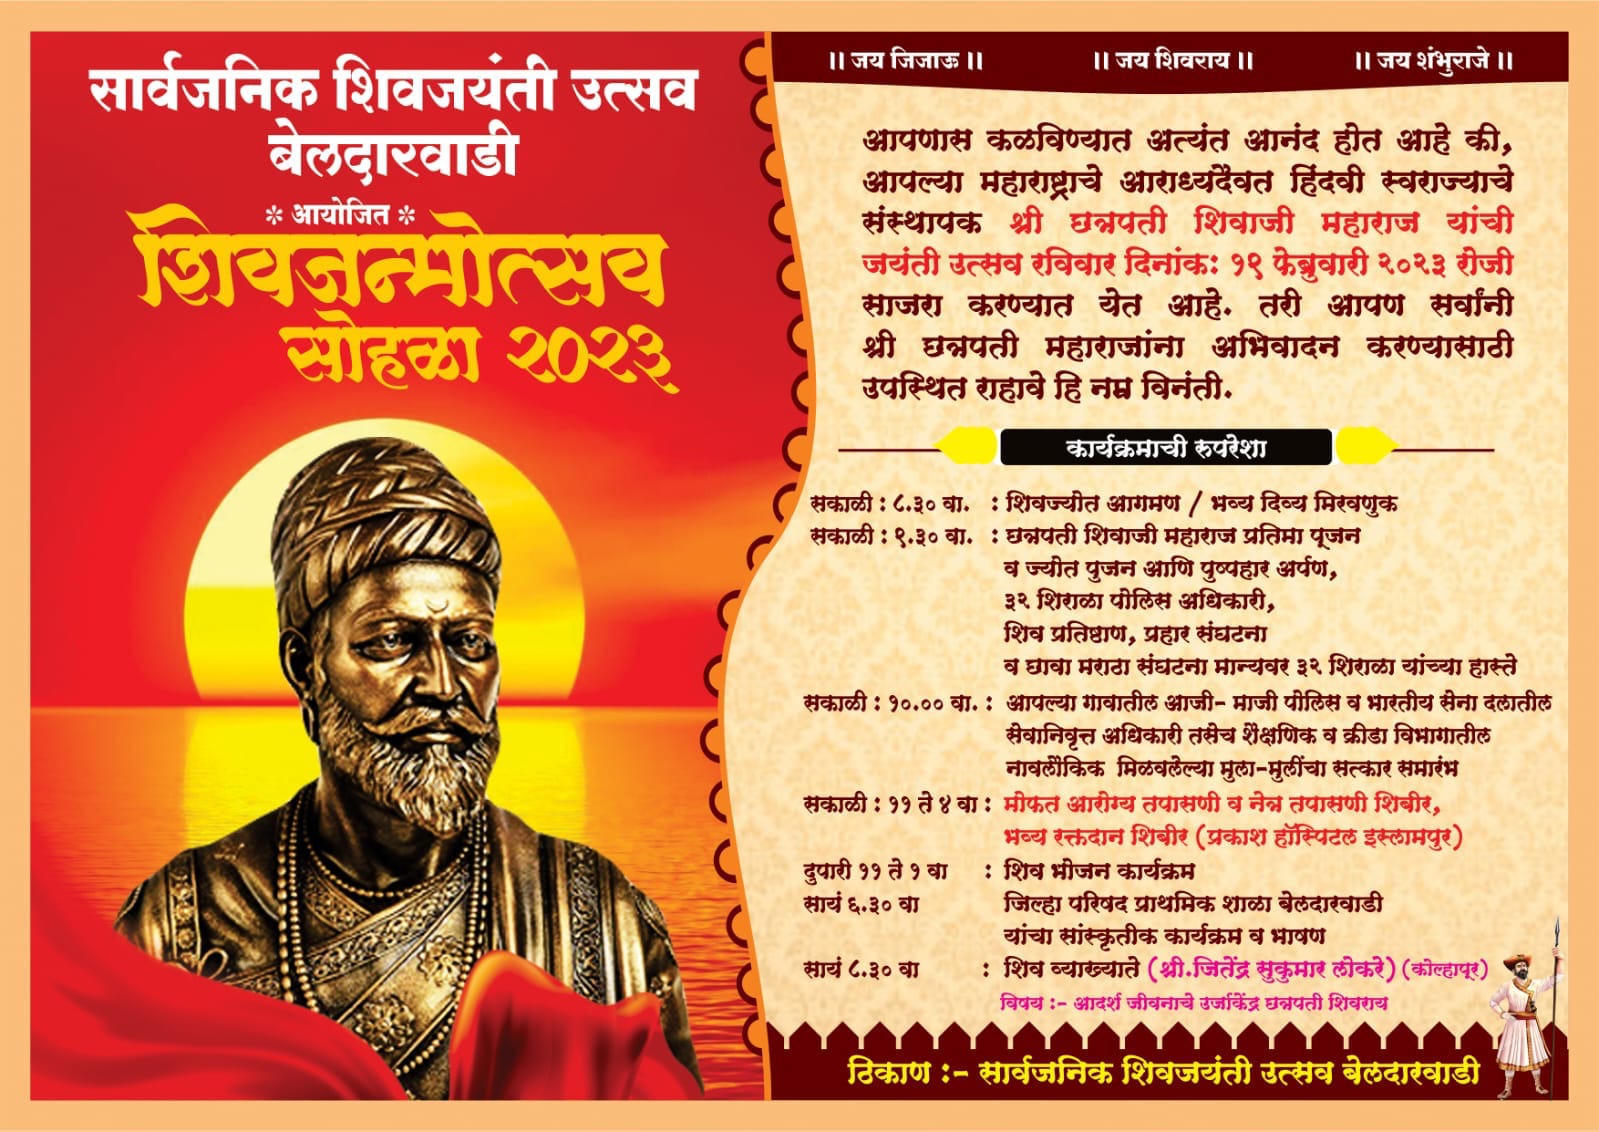 सार्वजनिक शिवजयंती उत्सव
बेलदारवाडी
* आयोजित *
शिवजन्मोत्सव
सोहळा २०२३
॥ जय जिजाऊ ॥
॥ जय शिवराय ॥
॥ जय शंभुराजे ॥
आपणास कळविण्यात अत्यंत आनंद होत आहे की,
आपल्या महाराष्ट्राचे आराध्यदैवत हिंदवी स्वराज्याचे
संस्थापक श्री छत्रपती शिवाजी महाराज यांची
जयंती उत्सव रविवार दिनांक: १९ फेब्रुवारी २०२३ रोजी
साजरा करण्यात येत आहे. तरी आपण सर्वांनी
श्री छत्रपती महाराजांना अभिवादन करण्यासाठी
उपस्थित राहावे हि नम्र विनंती.
कार्यक्रमाची रुपरेशा
सकाळी : ८.३० वा. : शिवज्योत आगमण / भव्य दिव्य मिरवणुक
सकाळी : ९.३० वा. : छत्रपती शिवाजी महाराज प्रतिमा पूजन
व ज्योत पुजन आणि पुष्पहार अर्पण,
३२ शिराळा पोलिस अधिकारी,
शिव प्रतिष्ठाण, प्रहार संघटना
व छावा मराठा संघटना मान्यवर ३२ शिराळा यांच्या हास्ते
सकाळी : १०.०० वा. : आपल्या गावातील आजी- माजी पोलिस व भारतीय सेना दलातील
सेवानिवृत्त अधिकारी तसेच शैक्षणिक व क्रीडा विभागातील
नावलौकिक मिळवलेल्या मुला-मुलींचा सत्कार समारंभ
सकाळी : ११ ते ४ वा : मोफत आरोग्य तपासणी व नेत्र तपासणी शिबीर,
भव्य रक्तदान शिबीर (प्रकाश हॉस्पिटल इस्लामपुर)
दुपारी ११ ते १ वा : शिव भोजन कार्यक्रम
सायं ६.३० वा जिल्हा परिषद प्राथमिक शाळा बेलदारवाडी
यांचा सांस्कृतीक कार्यक्रम व भाषण
सायं ८.३० वा : शिव व्याख्याते (श्री.जितेंद्र सुकुमार लोकरे) (कोल्हापूर)
विषय :- आदर्श जीवनाचे उर्जाकेंद्र छत्रपती शिवराय
ठिकाण :- सार्वजनिक शिवजयंती उत्सव बेलदारवाडी